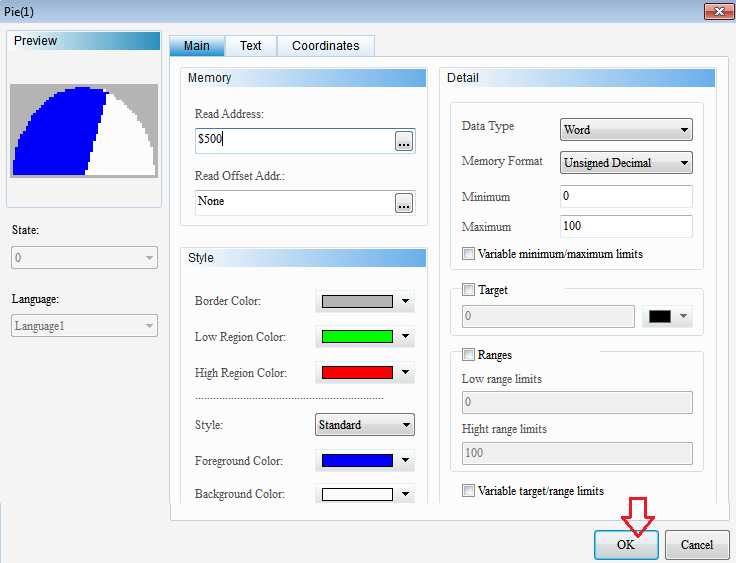 Pie(1)
Preview
State:
0
Language:
Language1
Main
Text
Coordinates
Memory
Read Address:
$500
...
Read Offset Addr.:
None
...
Style
Border Color:
Low Region Color:
High Region Color:
Style:
Standard
Foreground Color:
Background Color:
Detail
Data Type
Word
Memory Format
Unsigned Decimal
Minimum
0
Maximum
100
Variable minimum/maximum limits
Target
0
Ranges
Low range limits
0
Hight range limits
100
Variable target/range limits
OK
Cancel